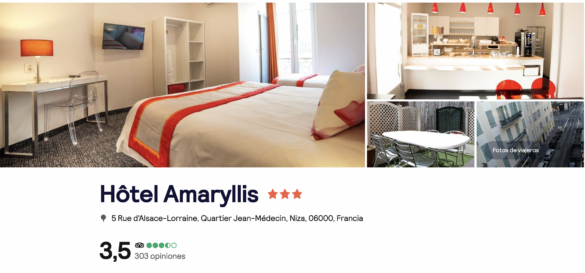 Fotos de viajeros
Hôtel Amaryllis
5 Rue d'Alsace-Lorraine, Quartier Jean-Médecin, Niza, 06000, Francia
3,5
303 opiniones